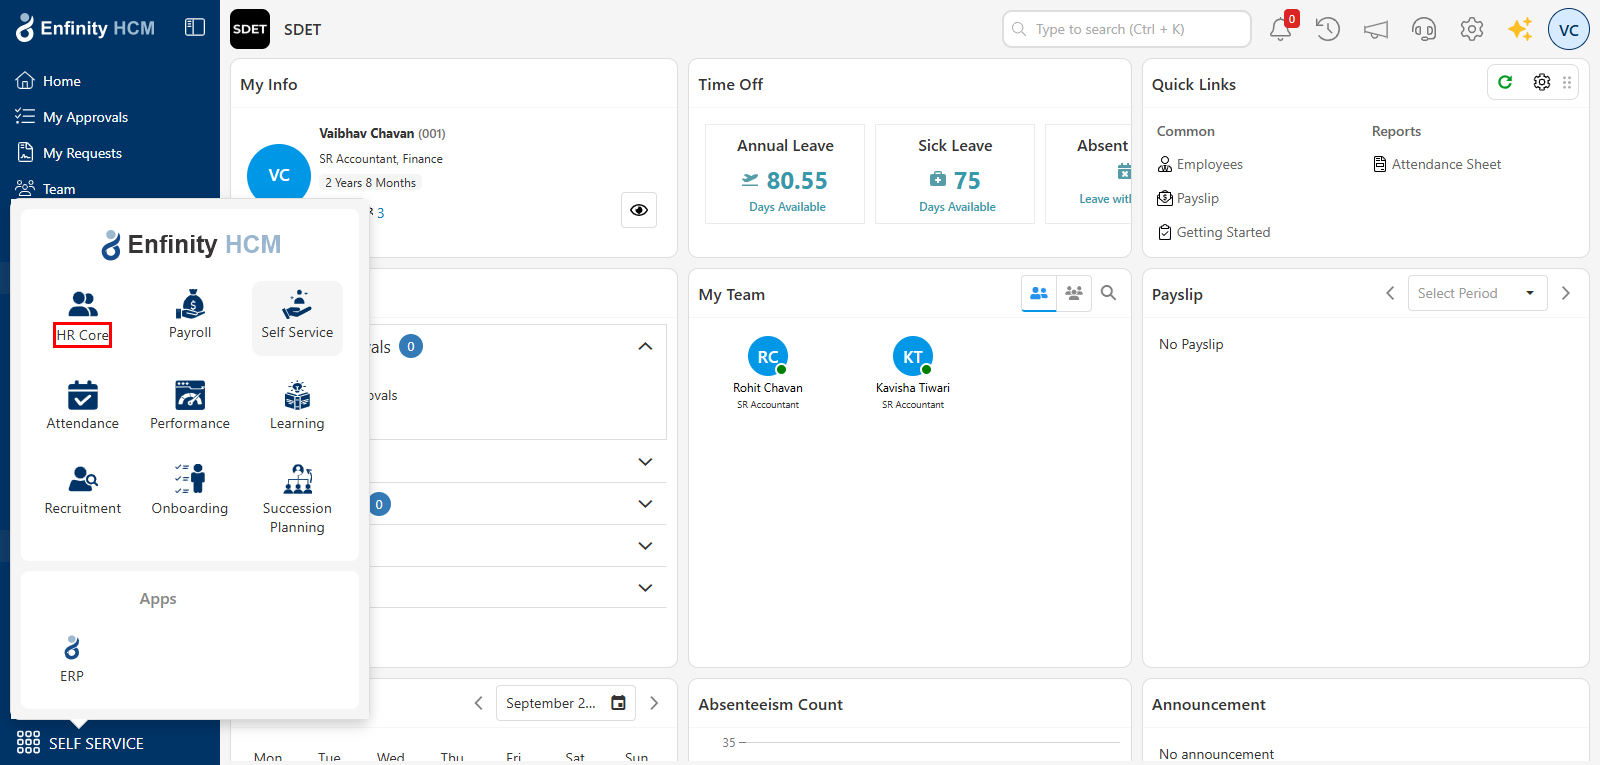 Enfinity HCM
SDET SDET
Type to search (Ctrl + K)
0
VC
Home
My Approvals
My Requests
Team
My Info
VC
Vaibhav Chavan (001)
SR Accountant, Finance
2 Years 8 Months
3
Time Off
Annual Leave
80.55
Days Available
Sick Leave
75
Days Available
Absent
Leave with
Quick Links
Common
Employees
Payslip
Getting Started
Reports
Attendance Sheet
Enfinity HCM
HR Core
Payroll
Self Service
Attendance
Performance
Learning
Recruitment
Onboarding
Succession
Planning
Apps
ERP
SELF SERVICE
0
0
My Team
RC
Rohit Chavan
SR Accountant
KT
Kavisha Tiwari
SR Accountant
Payslip
Select Period
No Payslip
September 2...
Mon Tue Wed Thu Fri Sat Sun
Absenteeism Count
35
Announcement
No announcement